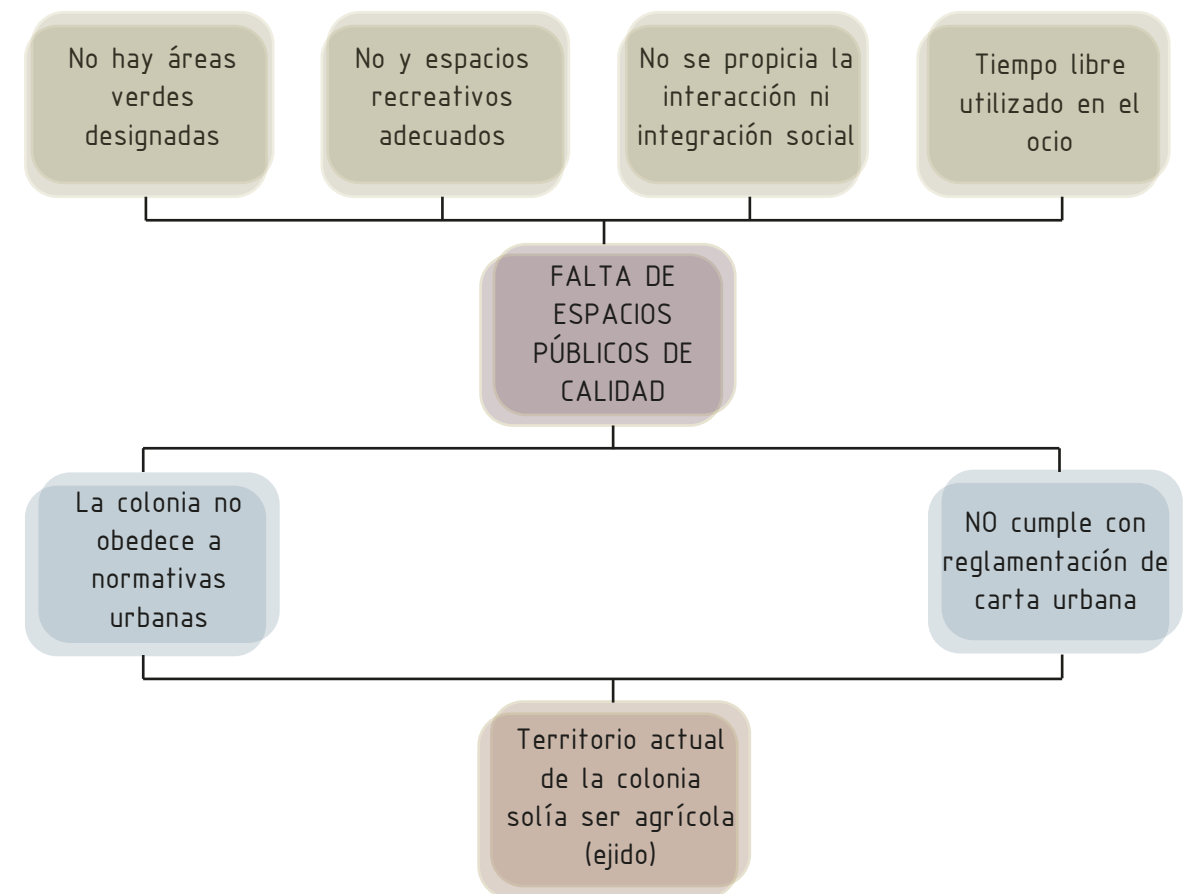 No hay áreas
verdes
designadas
No y espacios
recreativos
adecuados
No se propicia la
interacción ni
integración social
Tiempo libre
utilizado en el
ocio
FALTA DE
ESPACIOS
PÚBLICOS DE
CALIDAD
La colonia no
obedece a
normativas
urbanas
NO cumple con
reglamentación de
carta urbana
Territorio actual
de la colonia
solía ser agrícola
(ejido)